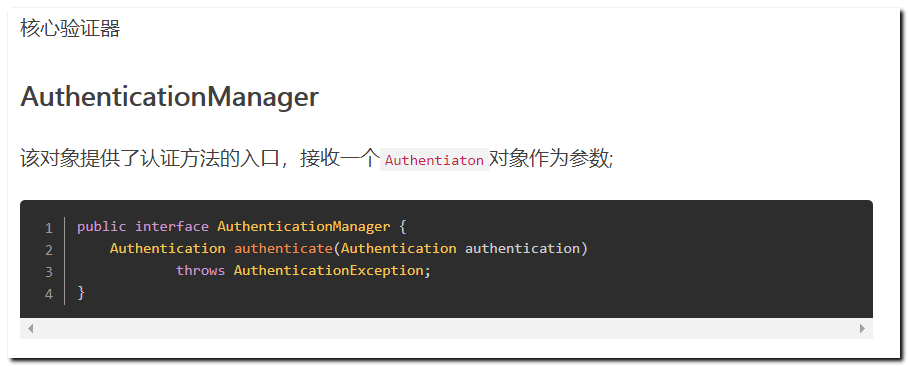 核心验证器
AuthenticationManager
该对象提供了认证方法的入口，接收一个Authentiaton对象作为参数;
1 public interface AuthenticationManager {
2     Authentication authenticate(Authentication authentication)
3             throws AuthenticationException;
4 }